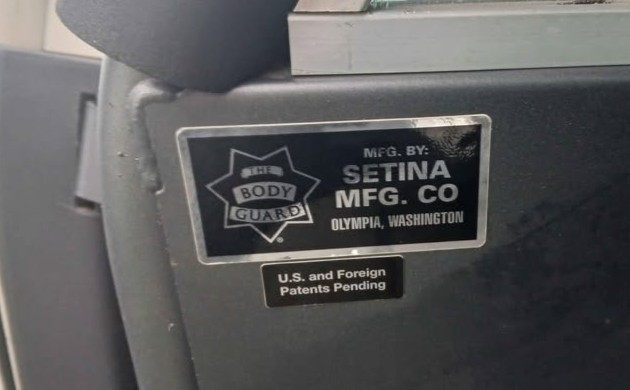 THE
BODY
GUARD
®
MFG. BY:
SETINA
MFG. CO
OLYMPIA, WASHINGTON
U.S. and Foreign
Patents Pending